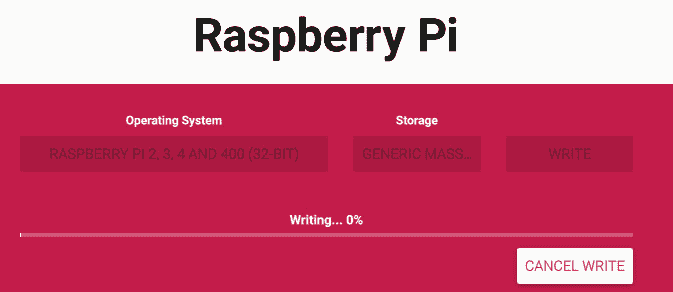 Raspberry Pi
Operating System Storage
RASPBERRY PI 2, 3, 4 AND 400 (32-BIT) GENERIC MASS... WRITE
Writing... 0%
CANCEL WRITE